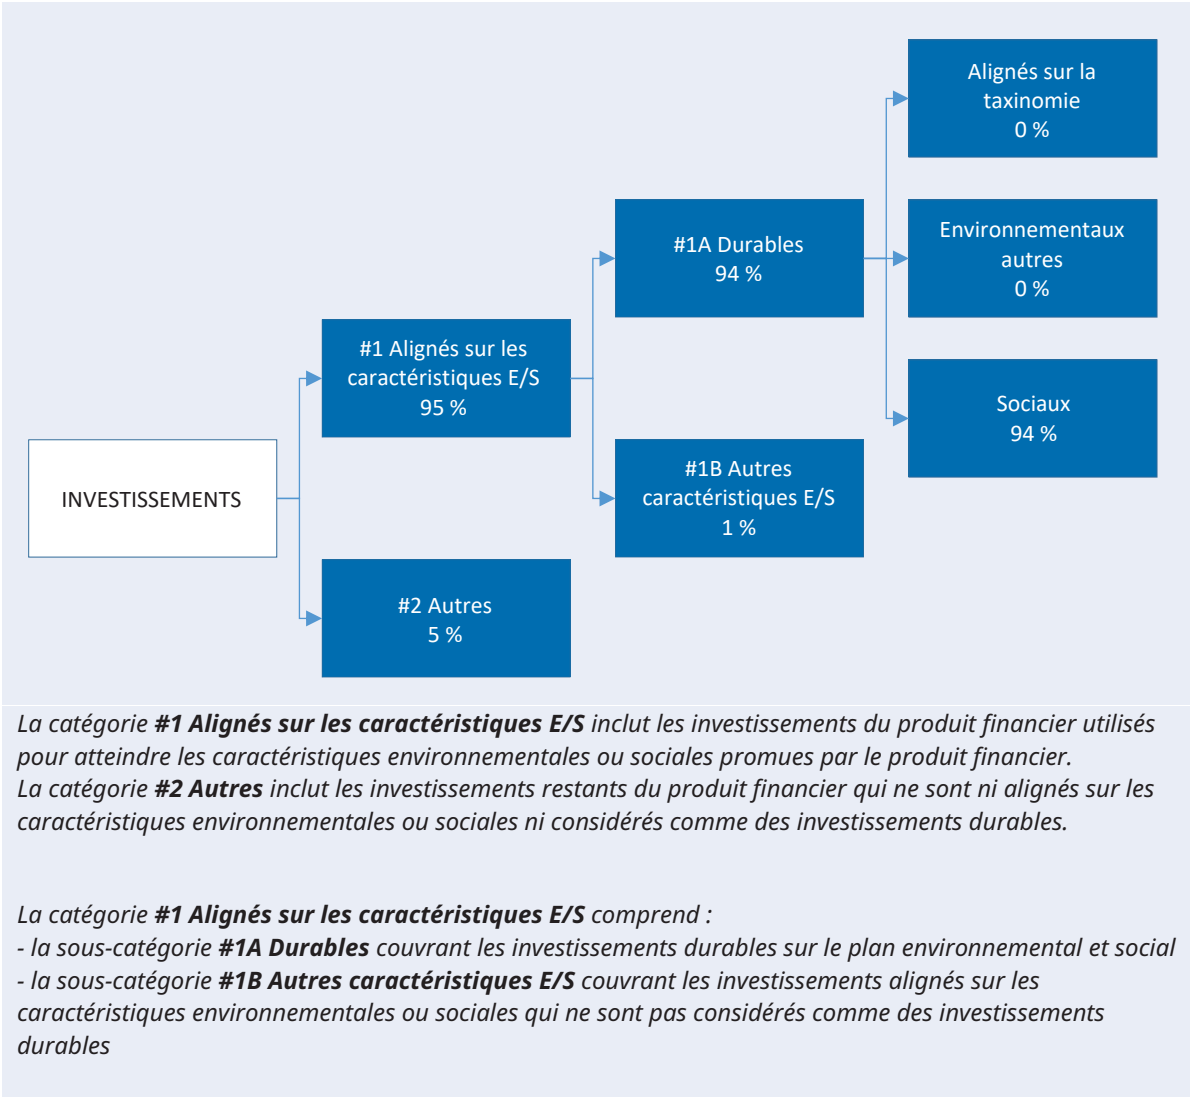 Alignés sur la
taxinomie
0 %
Environnementaux
autres
0 %
Sociaux
94 %
#1A Durables
94 %
#1B Autres
caractéristiques E/S
1 %
#1 Alignés sur les
caractéristiques E/S
95 %
#2 Autres
5 %
INVESTISSEMENTS
La catégorie #1 Alignés sur les caractéristiques E/S inclut les investissements du produit financier utilisés
pour atteindre les caractéristiques environnementales ou sociales promues par le produit financier.
La catégorie #2 Autres inclut les investissements restants du produit financier qui ne sont ni alignés sur les
caractéristiques environnementales ou sociales ni considérés comme des investissements durables.
La catégorie #1 Alignés sur les caractéristiques E/S comprend :
- la sous-catégorie #1A Durables couvrant les investissements durables sur le plan environnemental et social
- la sous-catégorie #1B Autres caractéristiques E/S couvrant les investissements alignés sur les
caractéristiques environnementales ou sociales qui ne sont pas considérés comme des investissements
durables